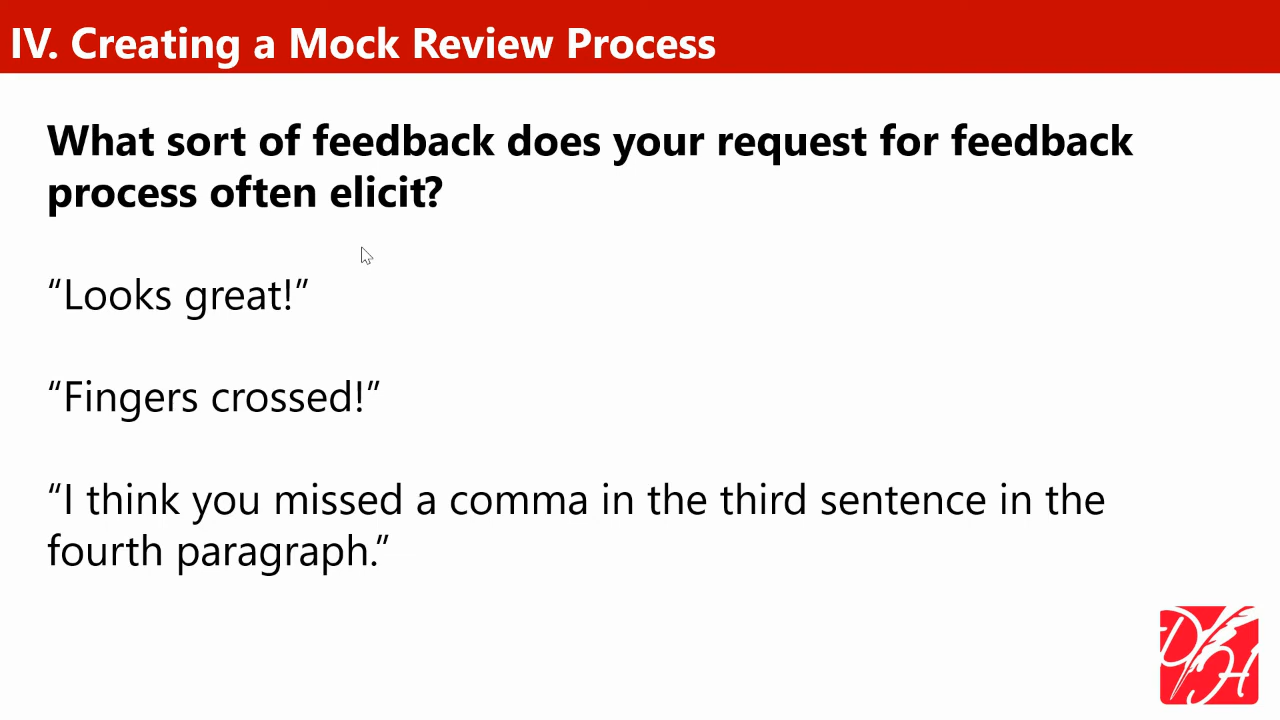 IV. Creating a Mock Review Process
What sort of feedback does your request for feedback
process often elicit?
“Looks great!”
“Fingers crossed!”
“I think you missed a comma in the third sentence in the
fourth paragraph.”
DH